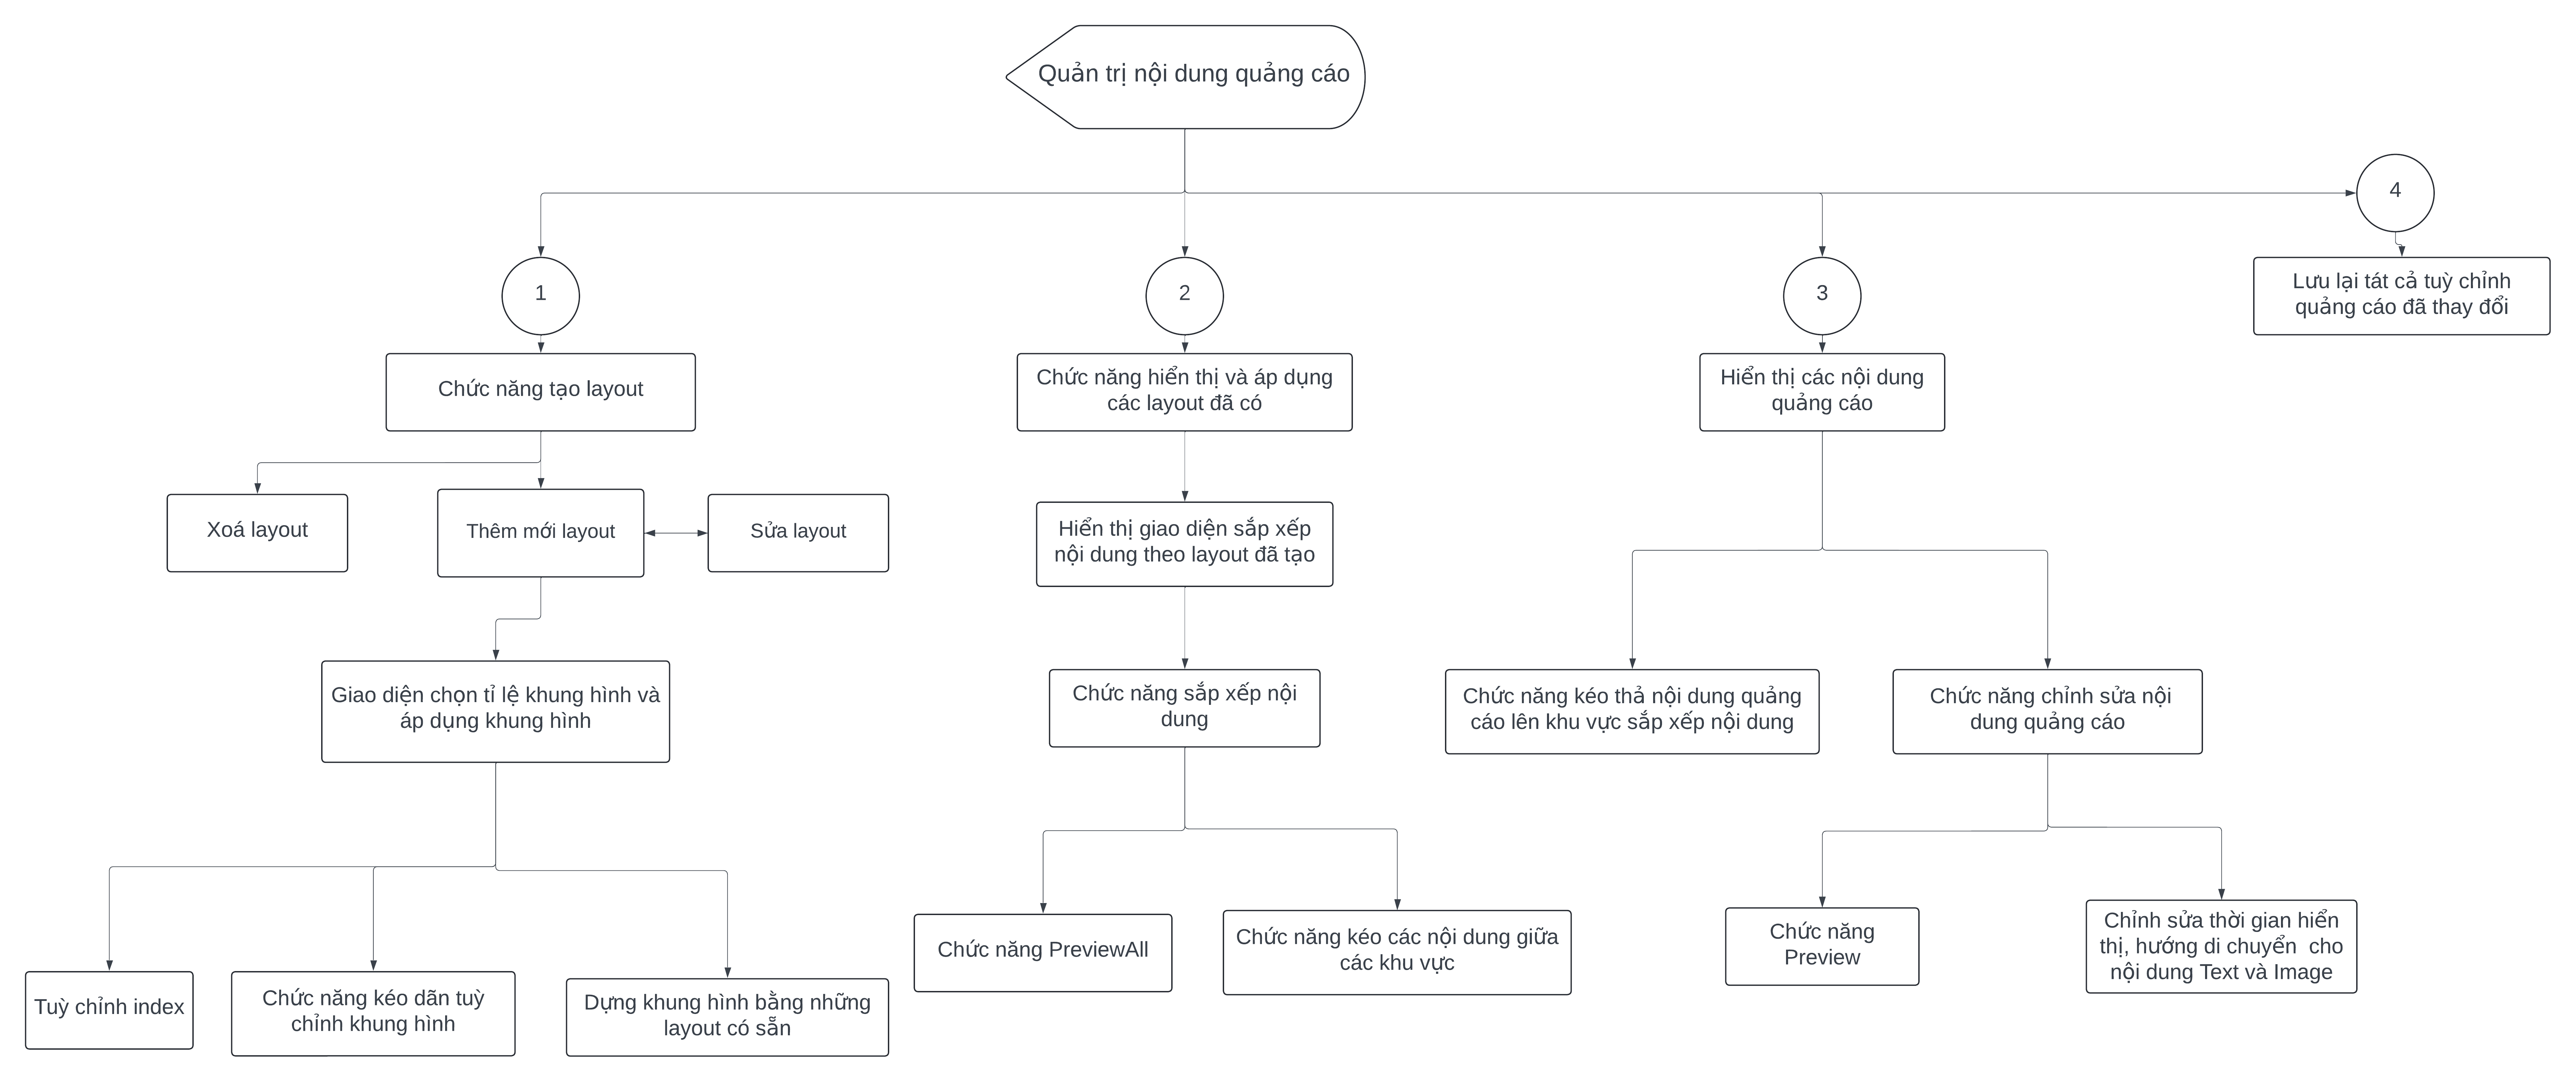 Quản trị nội dung quảng cáo
4
Lưu lại tát cả tuỳ chỉnh
quảng cáo đã thay đổi
1
2
3
Chức năng tạo layout
Chức năng hiển thị và áp dụng
các layout đã có
Hiển thị các nội dung
quảng cáo
Xoá layout
Thêm mới layout
Sửa layout
Hiển thị giao diện sắp xếp
nội dung theo layout đã tạo
Giao diện chọn tỉ lệ khung hình và
áp dụng khung hình
Chức năng sắp xếp nội
dung
Chức năng kéo thả nội dung quảng
cáo lên khu vực sắp xếp nội dung
Chức năng chỉnh sửa nội
dung quảng cáo
Tuỳ chỉnh index
Chức năng kéo dãn tuỳ
chỉnh khung hình
Dựng khung hình bằng những
layout có sẵn
Chức năng PreviewAll
Chức năng kéo các nội dung giữa
các khu vực
Chức năng
Preview
Chỉnh sửa thời gian hiển
thị, hướng di chuyển  cho
nội dung Text và Image